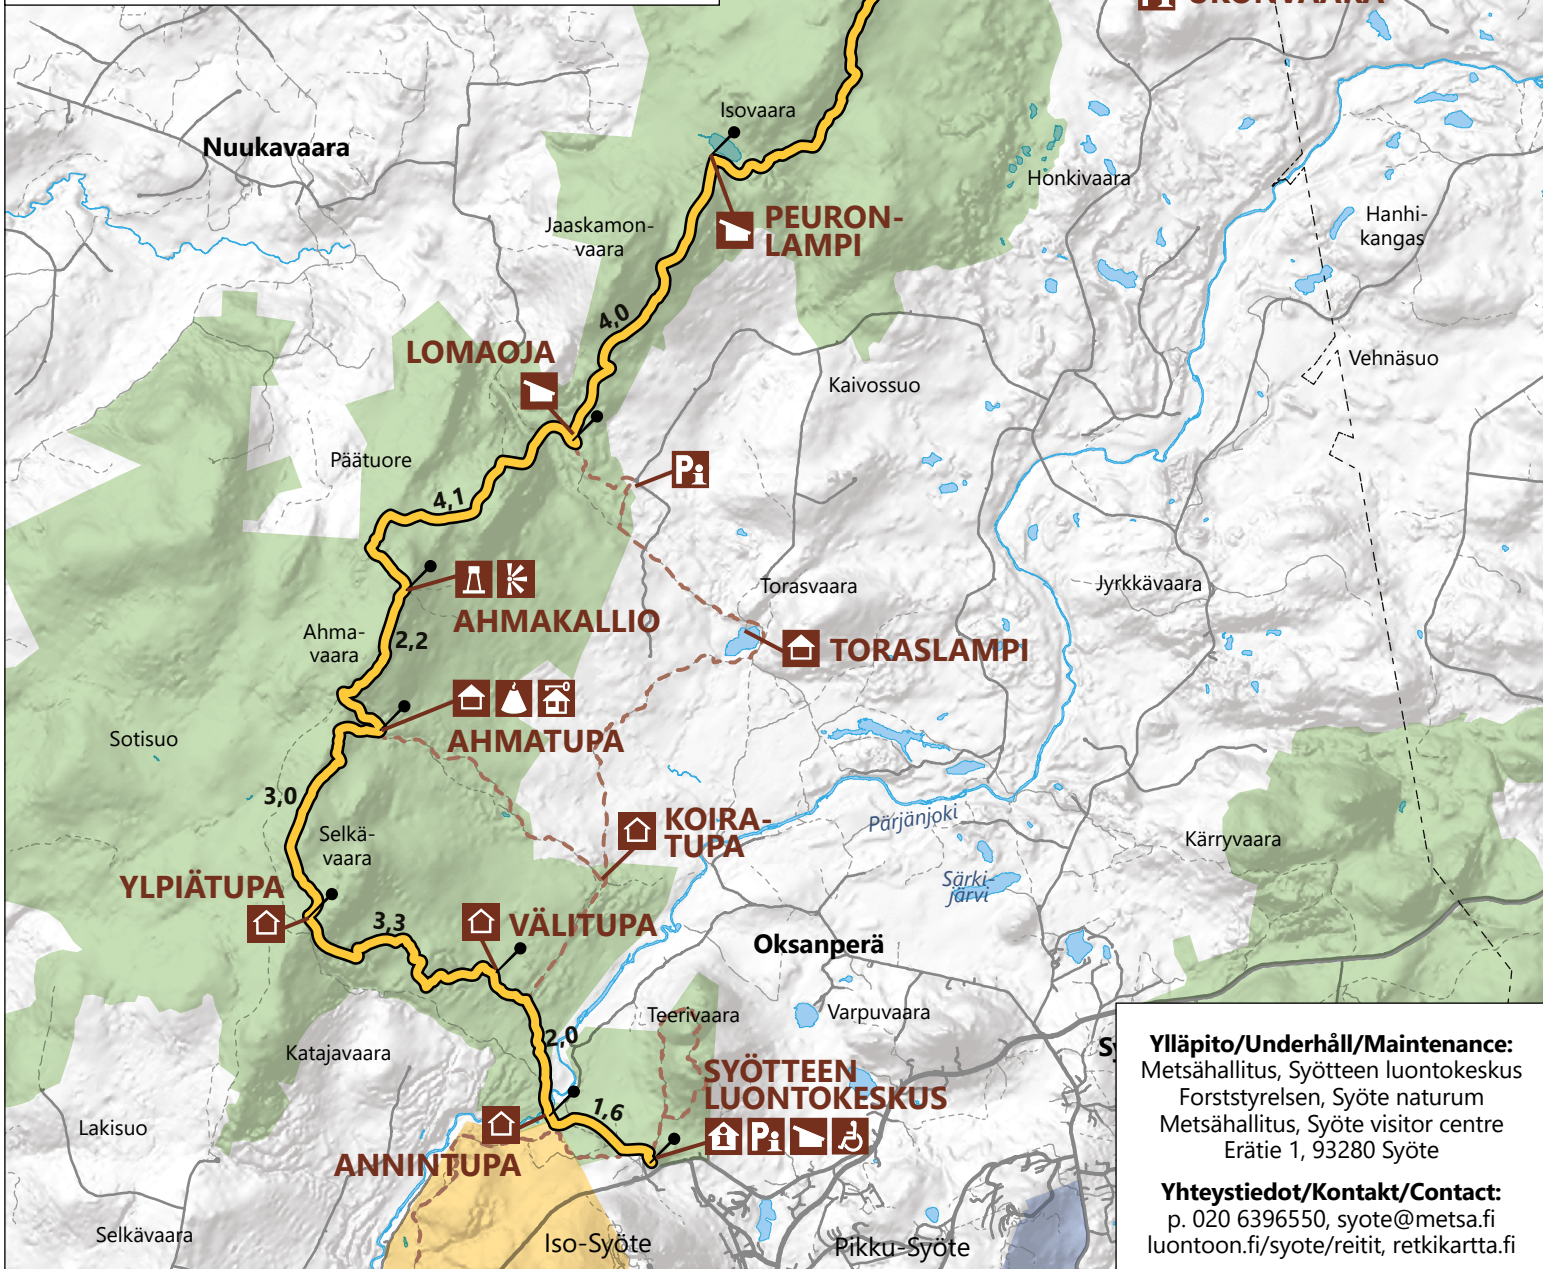 Isovaara
Nuukavaara
Honkivaara
PEURON-
LAMPI
Jaaskamon-
vaara
Hanhi-
kangas
4,0
LOMAOJA
Vehnäsuo
Kaivossuo
Päätuore
Pi
4,1
Torasvaara
Jyrkkävaara
AHMAKALLIO
Ahma-
vaara
2,2
TORASLAMPI
Sotisuo
AHMATUPA
3,0
Selkä-
vaara
KOIRA-
TUPA
Pärjänjoki
Kärryvaara
YLPIÄTUPA
Särki-
järvi
3,3
VÄLITUPA
Oksanperä
Teerivaara
Varpuvaara
2,0
Katajavaara
SYÖTTEEN
LUONTOKESKUS
1,6
Pi
Lakisuo
ANNINTUPA
Selkävaara
Iso-Syöte
Pikku-Syöte
Ylläpito/Underhåll/Maintenance:
Metsähallitus, Syötteen luontokeskus
Forststyrelsen, Syöte naturum
Metsähallitus, Syöte visitor centre
Erätie 1, 93280 Syöte
Yhteystiedot/Kontakt/Contact:
p. 020 6396550, syote@metsa.fi
luontoon.fi/syote/reitit, retkikartta.fi